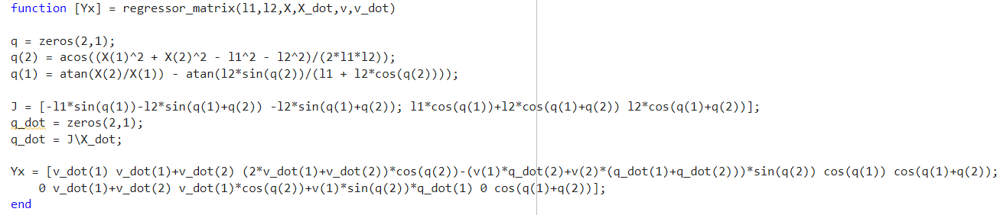 function [Yx] = regressor_matrix(l1,l2,X,X_dot,v,v_dot)
q = zeros(2,1);
q(2) = acos((X(1)^2 + X(2)^2 - l1^2 - l2^2)/(2*l1*l2));
q(1) = atan(X(2)/X(1)) - atan(l2*sin(q(2))/(l1 + l2*cos(q(2))));
J = [-l1*sin(q(1))-l2*sin(q(1)+q(2)) -l2*sin(q(1)+q(2)); l1*cos(q(1))+l2*cos(q(1)+q(2)) l2*cos(q(1)+q(2))];
q_dot = zeros(2,1);
q_dot = J\X_dot;
Yx = [v_dot(1) v_dot(1)+v_dot(2) (2*v_dot(1)+v_dot(2))*cos(q(2))-(v(1)*q_dot(2)+v(2)*(q_dot(1)+q_dot(2)))*sin(q(2)) cos(q(1)) cos(q(1)+q(2));
0 v_dot(1)+v_dot(2) v_dot(1)*cos(q(2))+v(1)*sin(q(2))*q_dot(1) 0 cos(q(1)+q(2))];
end